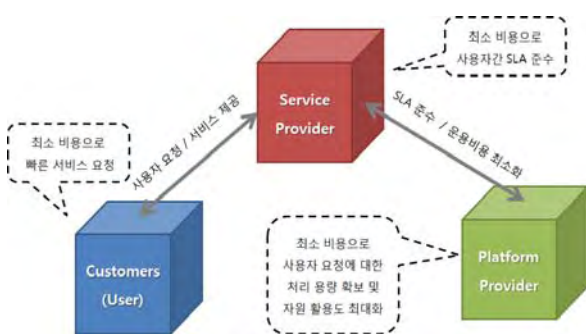 최소 비용으로
사용자간 SLA 준수
Service
Provider
사용자 요청 / 서비스 제공
SLA 준수 / 운용비용 최소화
최소 비용으로
빠른 서비스 요청
Customers
(User)
최소 비용으로
사용자 요청에 대한
처리 용량 확보 및
자원 활용도 최대화
Platform
Provider